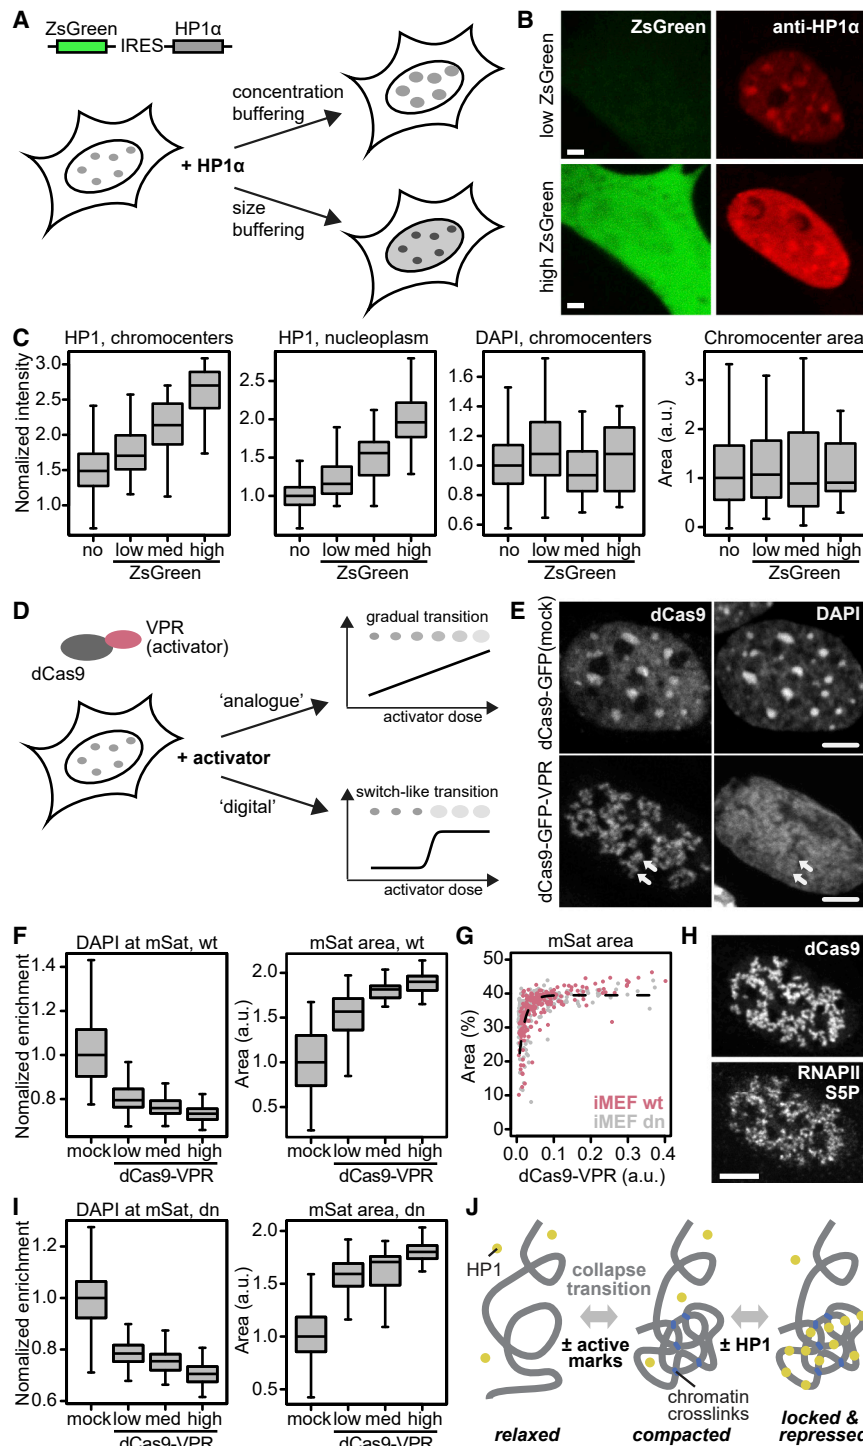 A
ZsGreen
IRES
HP1α
concentration
buffering
+ HP1α
size
buffering
B
ZsGreen
anti-HP1α
low ZsGreen
high ZsGreen
C
HP1, chromocenters
HP1, nucleoplasm
DAPI, chromocenters
Chromocenter area
Nomalized intensity
3.0
2.5
2.0
1.5
1.0
no
low
med
high
ZsGreen
2.5
2.0
1.5
1.0
no
low
med
high
ZsGreen
1.6
1.4
1.2
1.0
0.8
0.6
no
low
med
high
ZsGreen
Area (a.u.)
3
2
1
0
no
low
med
high
ZsGreen
D
VPR
(activator)
dCas9
'analogue'
+ activator
'digital'
gradual transition
activator dose
switch-like transition
activator dose
E
dCas9
DAPI
dCas9-GFP(mock)
dCas9-GFP-VPR
F
DAPI at mSat, wt
Nomalized enrichment
1.4
1.2
1.0
0.8
mock
low
med
high
dCas9-VPR
mSat area, wt
Area (a.u.)
2.0
1.5
1.0
0.5
mock
low
med
high
dCas9-VPR
G
mSat area
Area (%)
50
40
30
20
10
0
iMEF wt
iMEF dn
0.0
0.1
0.2
0.3
0.4
dCas9-VPR (a.u.)
H
dCas9
RNAPII
S5P
I
DAPI at mSat, dn
Nomalized enrichment
1.2
1.0
0.8
0.6
mock
low
med
high
dCas9-VPR
mSat area, dn
Area (a.u.)
2.0
1.5
1.0
0.5
mock
low
med
high
dCas9-VPR
J
HP1
collapse
transition
± active
marks
± HP1
chromatin
crosslinks
relaxed
compacted
locked &
repressed